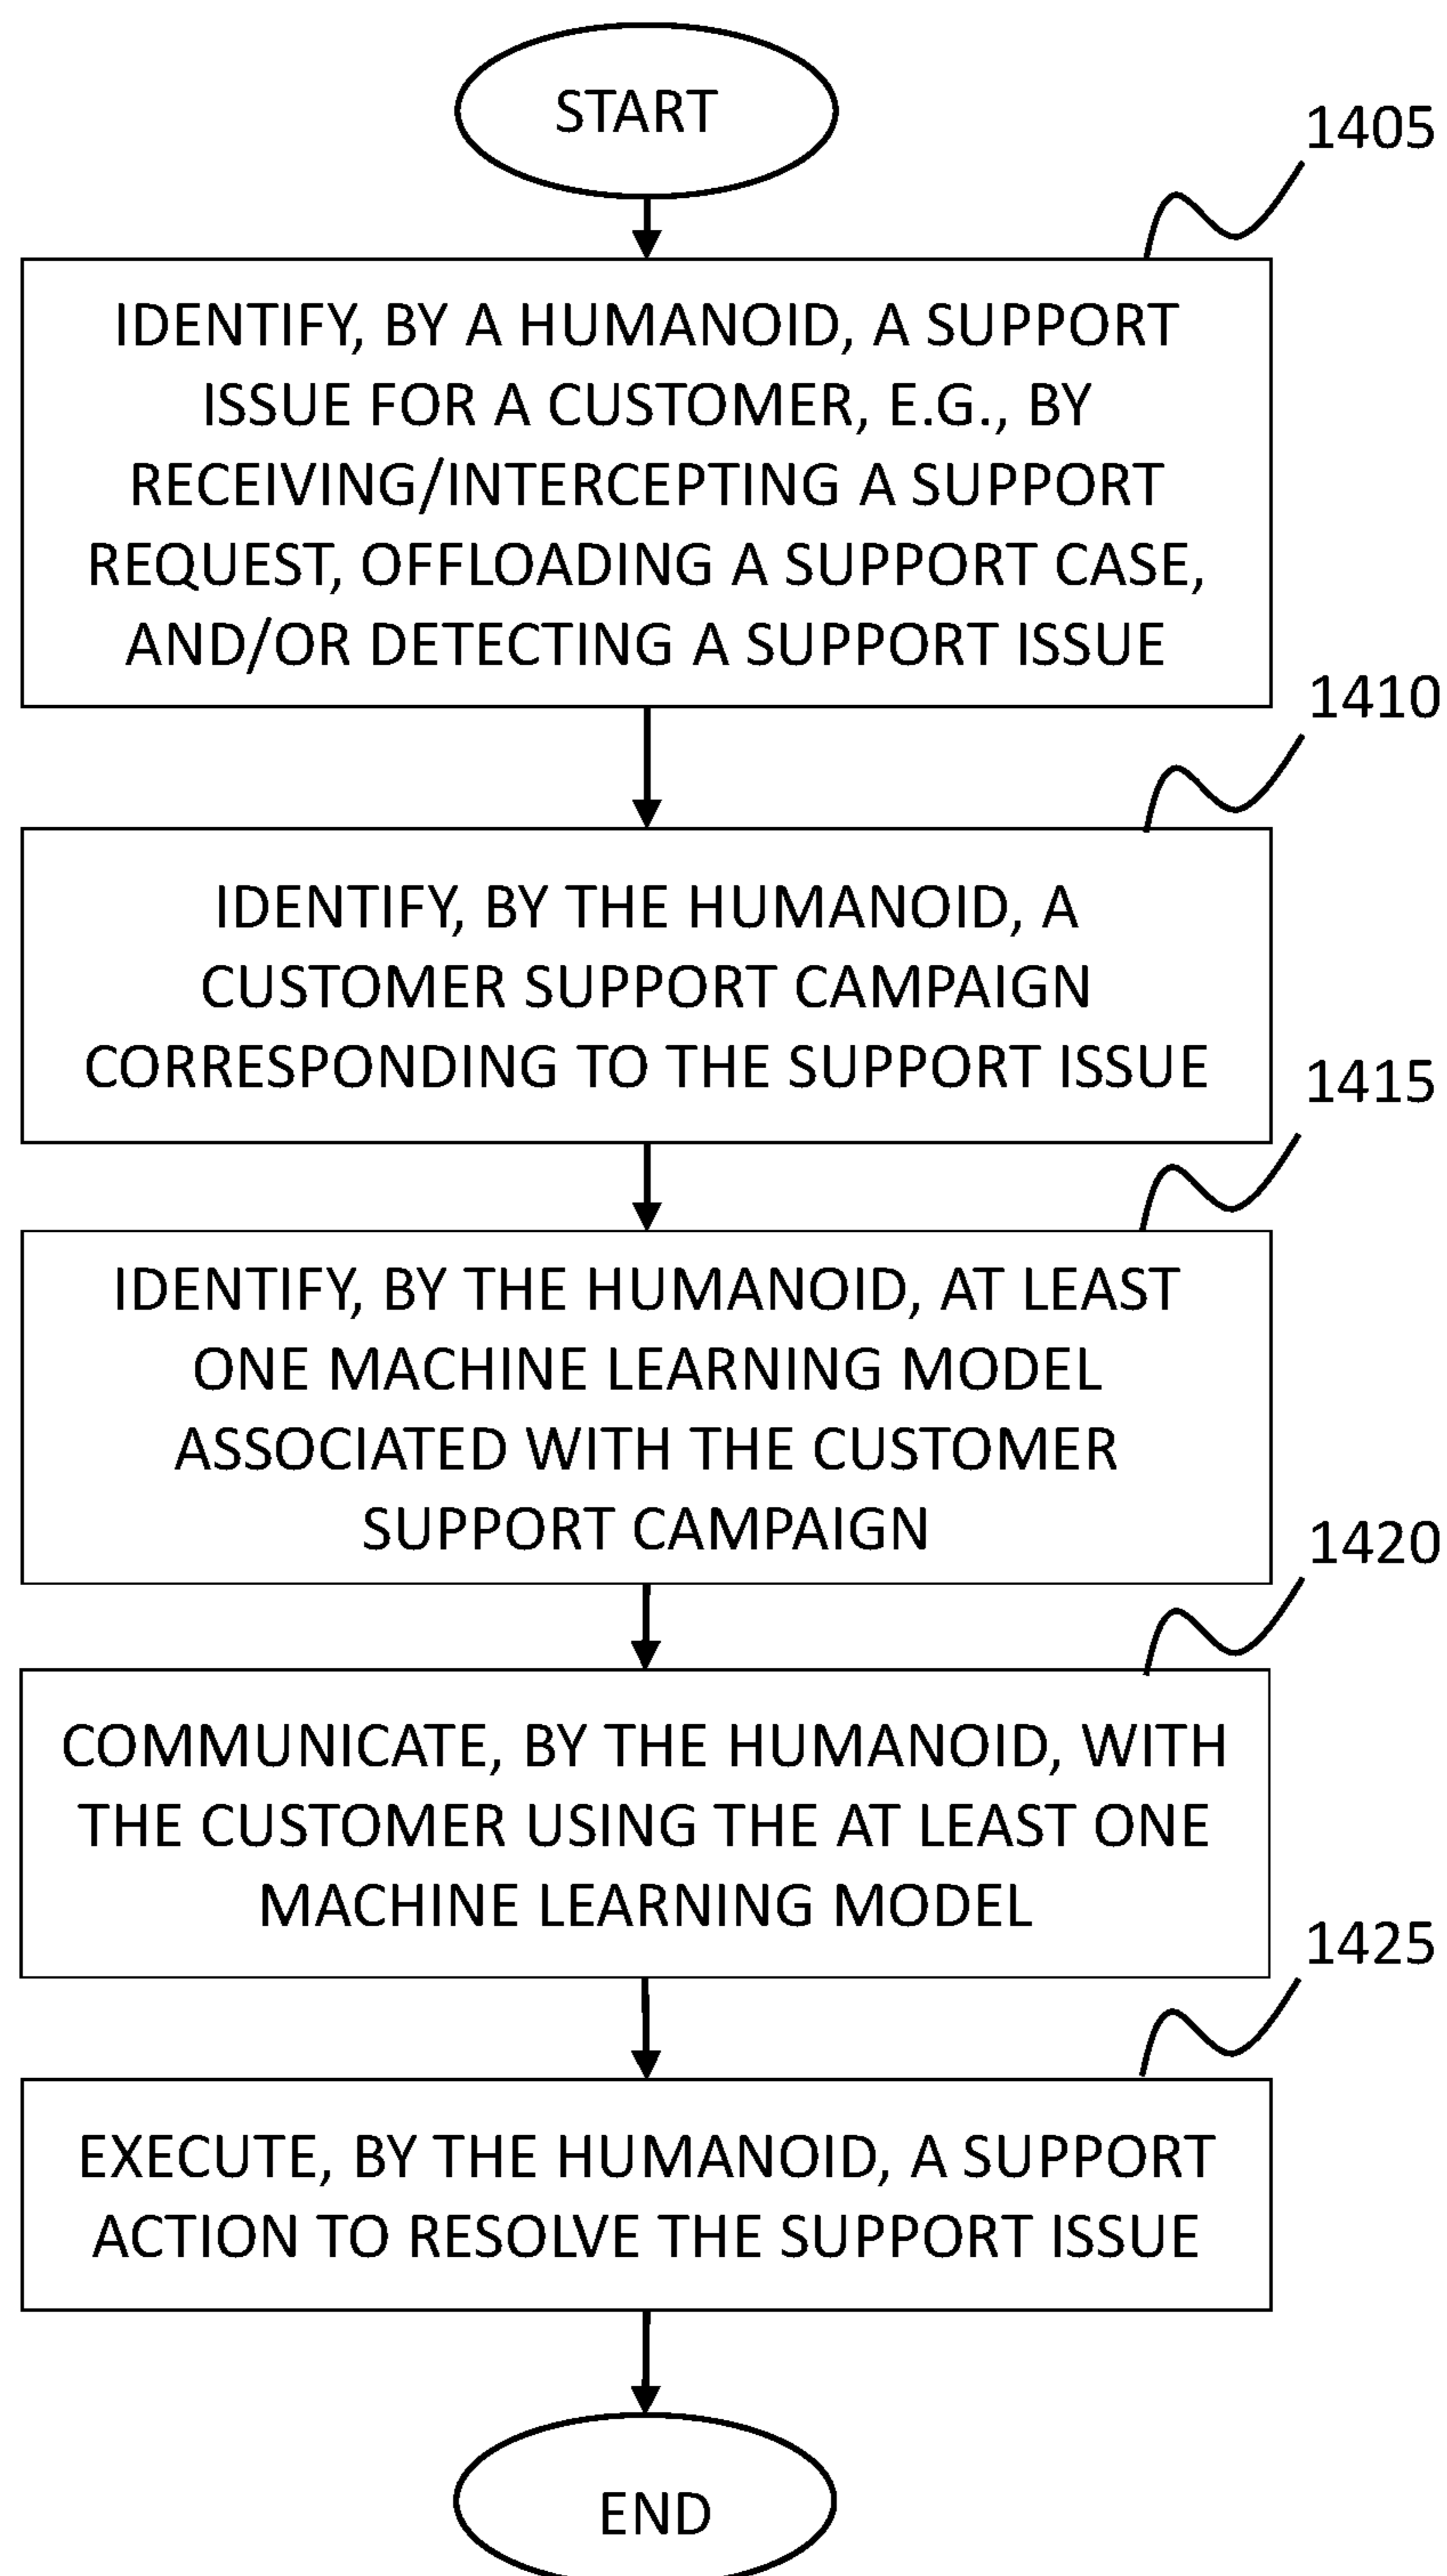 START
1405
IDENTIFY, BY A HUMANOID, A SUPPORT
ISSUE FOR A CUSTOMER, E.G., BY
RECEIVING/INTERCEPTING A SUPPORT
REQUEST, OFFLOADING A SUPPORT CASE,
AND/OR DETECTING A SUPPORT ISSUE
1410
IDENTIFY, BY THE HUMANOID, A
CUSTOMER SUPPORT CAMPAIGN
CORRESPONDING TO THE SUPPORT ISSUE
1415
IDENTIFY, BY THE HUMANOID, AT LEAST
ONE MACHINE LEARNING MODEL
ASSOCIATED WITH THE CUSTOMER
SUPPORT CAMPAIGN
1420
COMMUNICATE, BY THE HUMANOID, WITH
THE CUSTOMER USING THE AT LEAST ONE
MACHINE LEARNING MODEL
1425
EXECUTE, BY THE HUMANOID, A SUPPORT
ACTION TO RESOLVE THE SUPPORT ISSUE
END